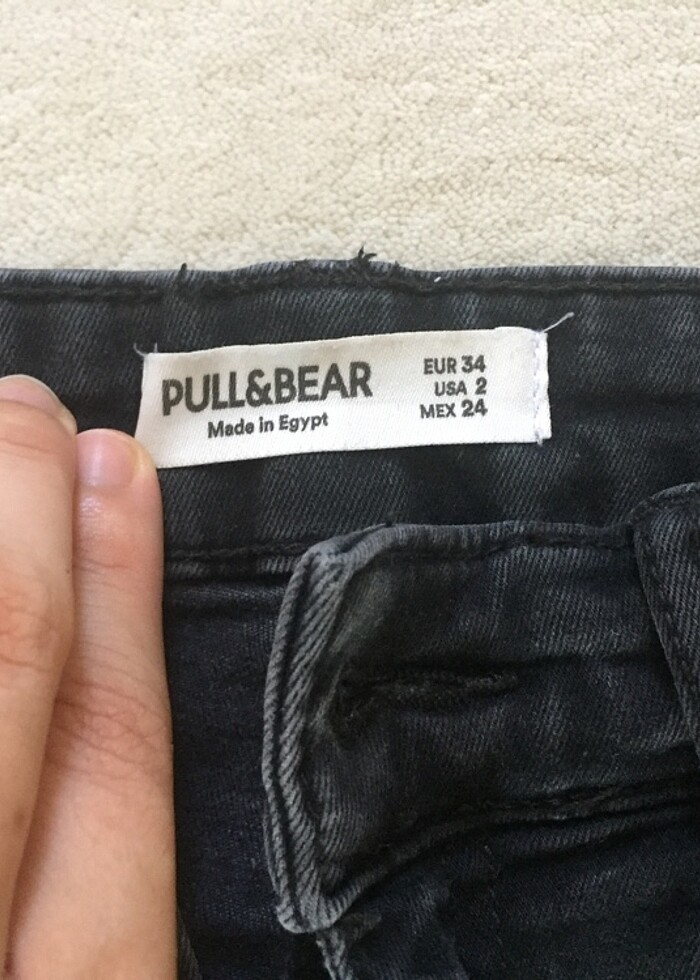 PULL&BEAR
Made in Egypt
EUR 34
USA 2
MEX 24